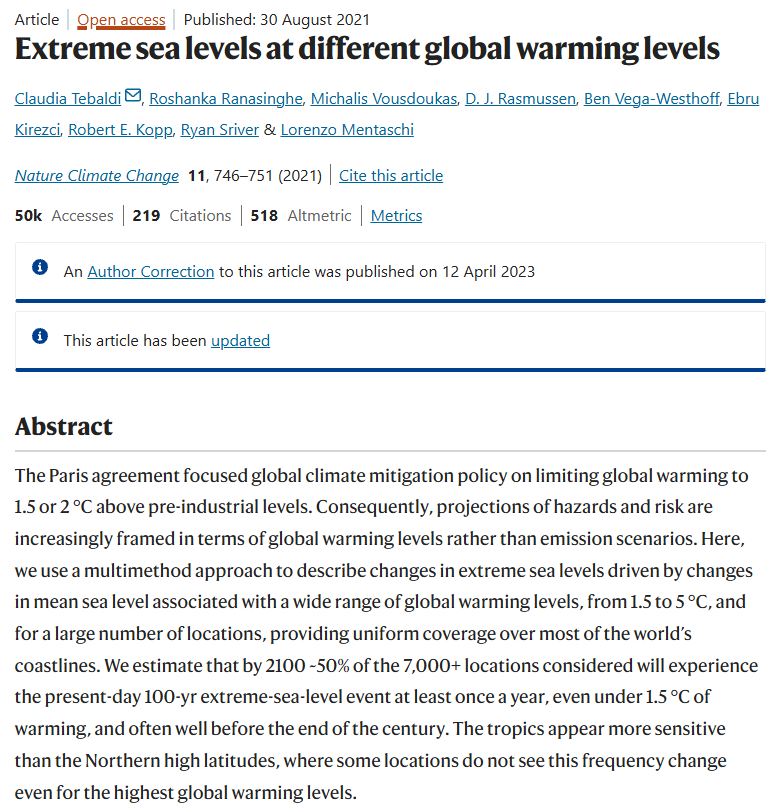 Article | Open access | Published: 30 August 2021
Extreme sea levels at different global warming levels
Claudia Tebaldi, Roshanka Ranasinghe, Michalis Vousdoukas, D. J. Rasmussen, Ben Vega-Westhoff, Ebru
Kirezci, Robert E. Kopp, Ryan Sriver & Lorenzo Mentaschi
Nature Climate Change 11, 746–751 (2021) | Cite this article
50k Accesses | 219 Citations | 518 Altmetric | Metrics
An Author Correction to this article was published on 12 April 2023
This article has been updated
Abstract
The Paris agreement focused global climate mitigation policy on limiting global warming to
1.5 or 2 °C above pre-industrial levels. Consequently, projections of hazards and risk are
increasingly framed in terms of global warming levels rather than emission scenarios. Here,
we use a multimethod approach to describe changes in extreme sea levels driven by changes
in mean sea level associated with a wide range of global warming levels, from 1.5 to 5 °C, and
for a large number of locations, providing uniform coverage over most of the world’s
coastlines. We estimate that by 2100 ~50% of the 7,000+ locations considered will experience
the present-day 100-yr extreme-sea-level event at least once a year, even under 1.5 °C of
warming, and often well before the end of the century. The tropics appear more sensitive
than the Northern high latitudes, where some locations do not see this frequency change
even for the highest global warming levels.